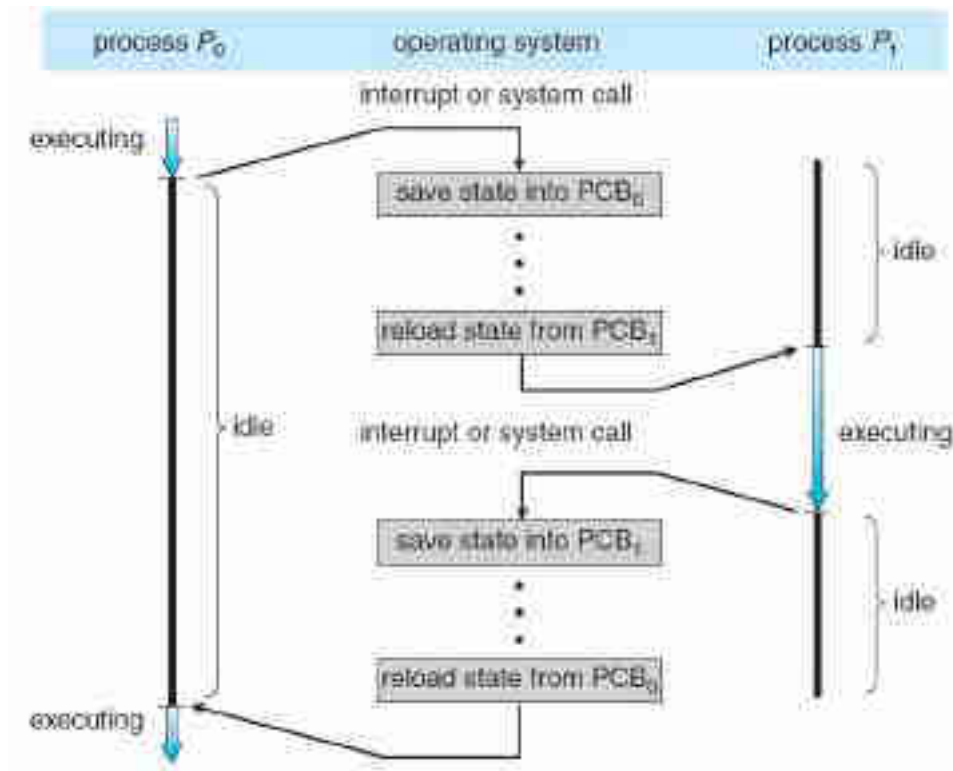 process P₀ operating system process P₁
interrupt or system call
executing
save state into PCB₀
idle
reload state from PCB₁
idle
interrupt or system call
executing
save state into PCB₁
idle
reload state from PCB₀
executing